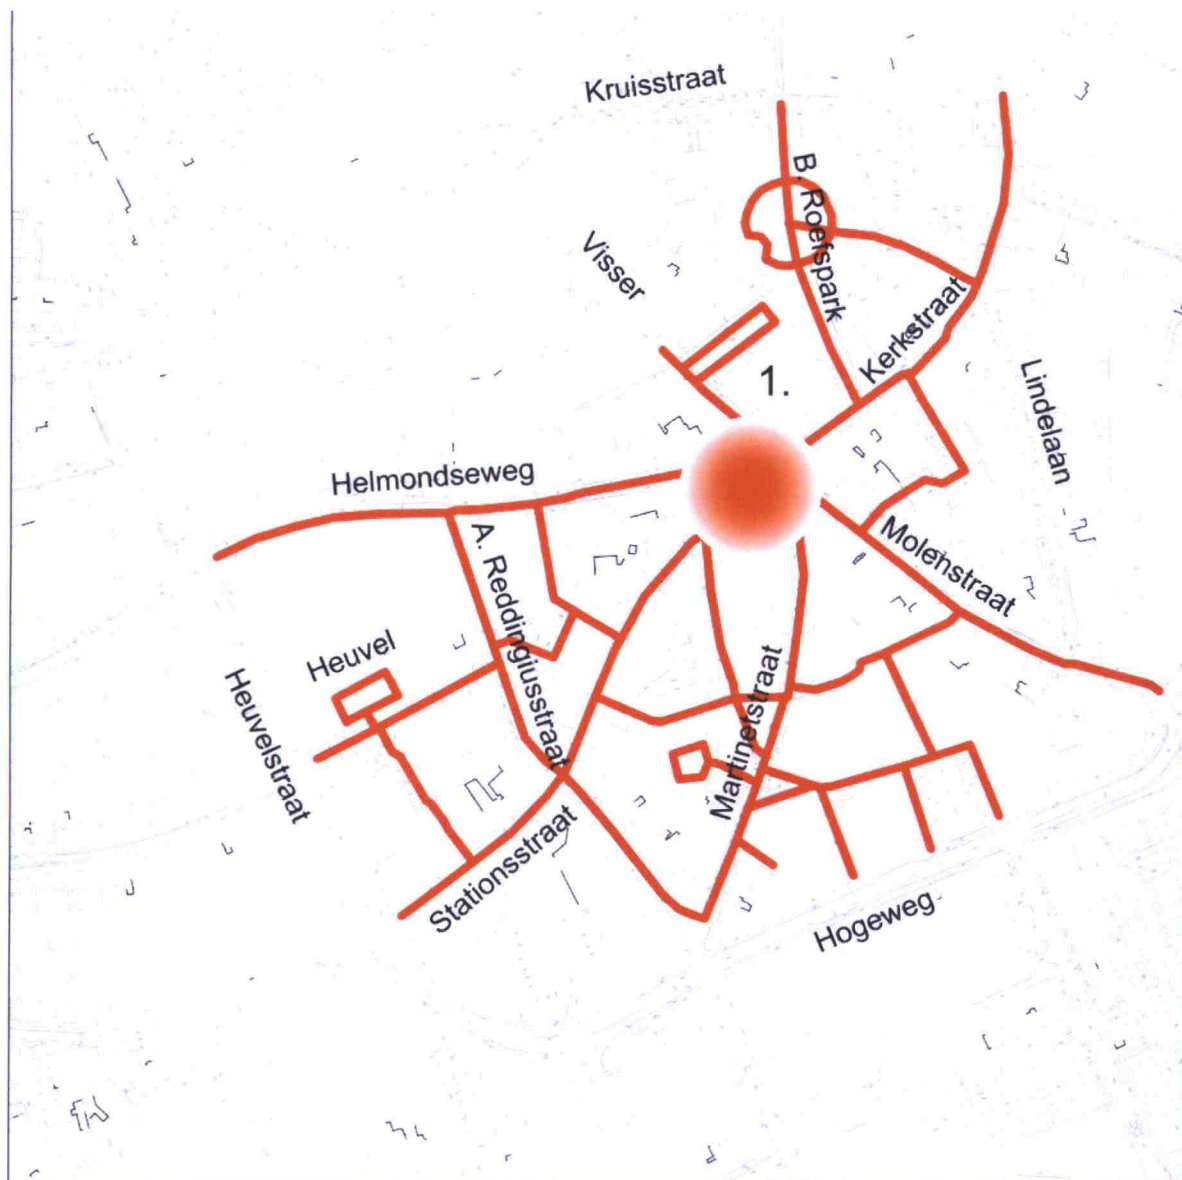 Kruisstraat
B. Roefspark
Visser
Kerkstraat
1.
Lindelaan
Helmondseweg
A. Reddingiusstraat
Molenstraat
Heuvel
Heuvelstraat
Martinetstraat
Stationsstraat
Hogeweg